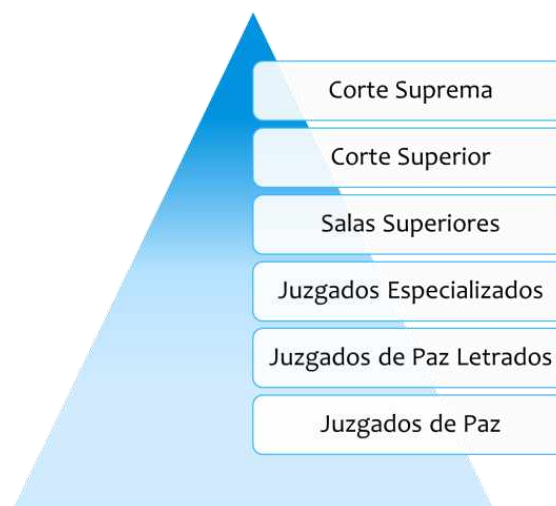 Corte Suprema
Corte Superior
Salas Superiores
Juzgados Especializados
Juzgados de Paz Letrados
Juzgados de Paz